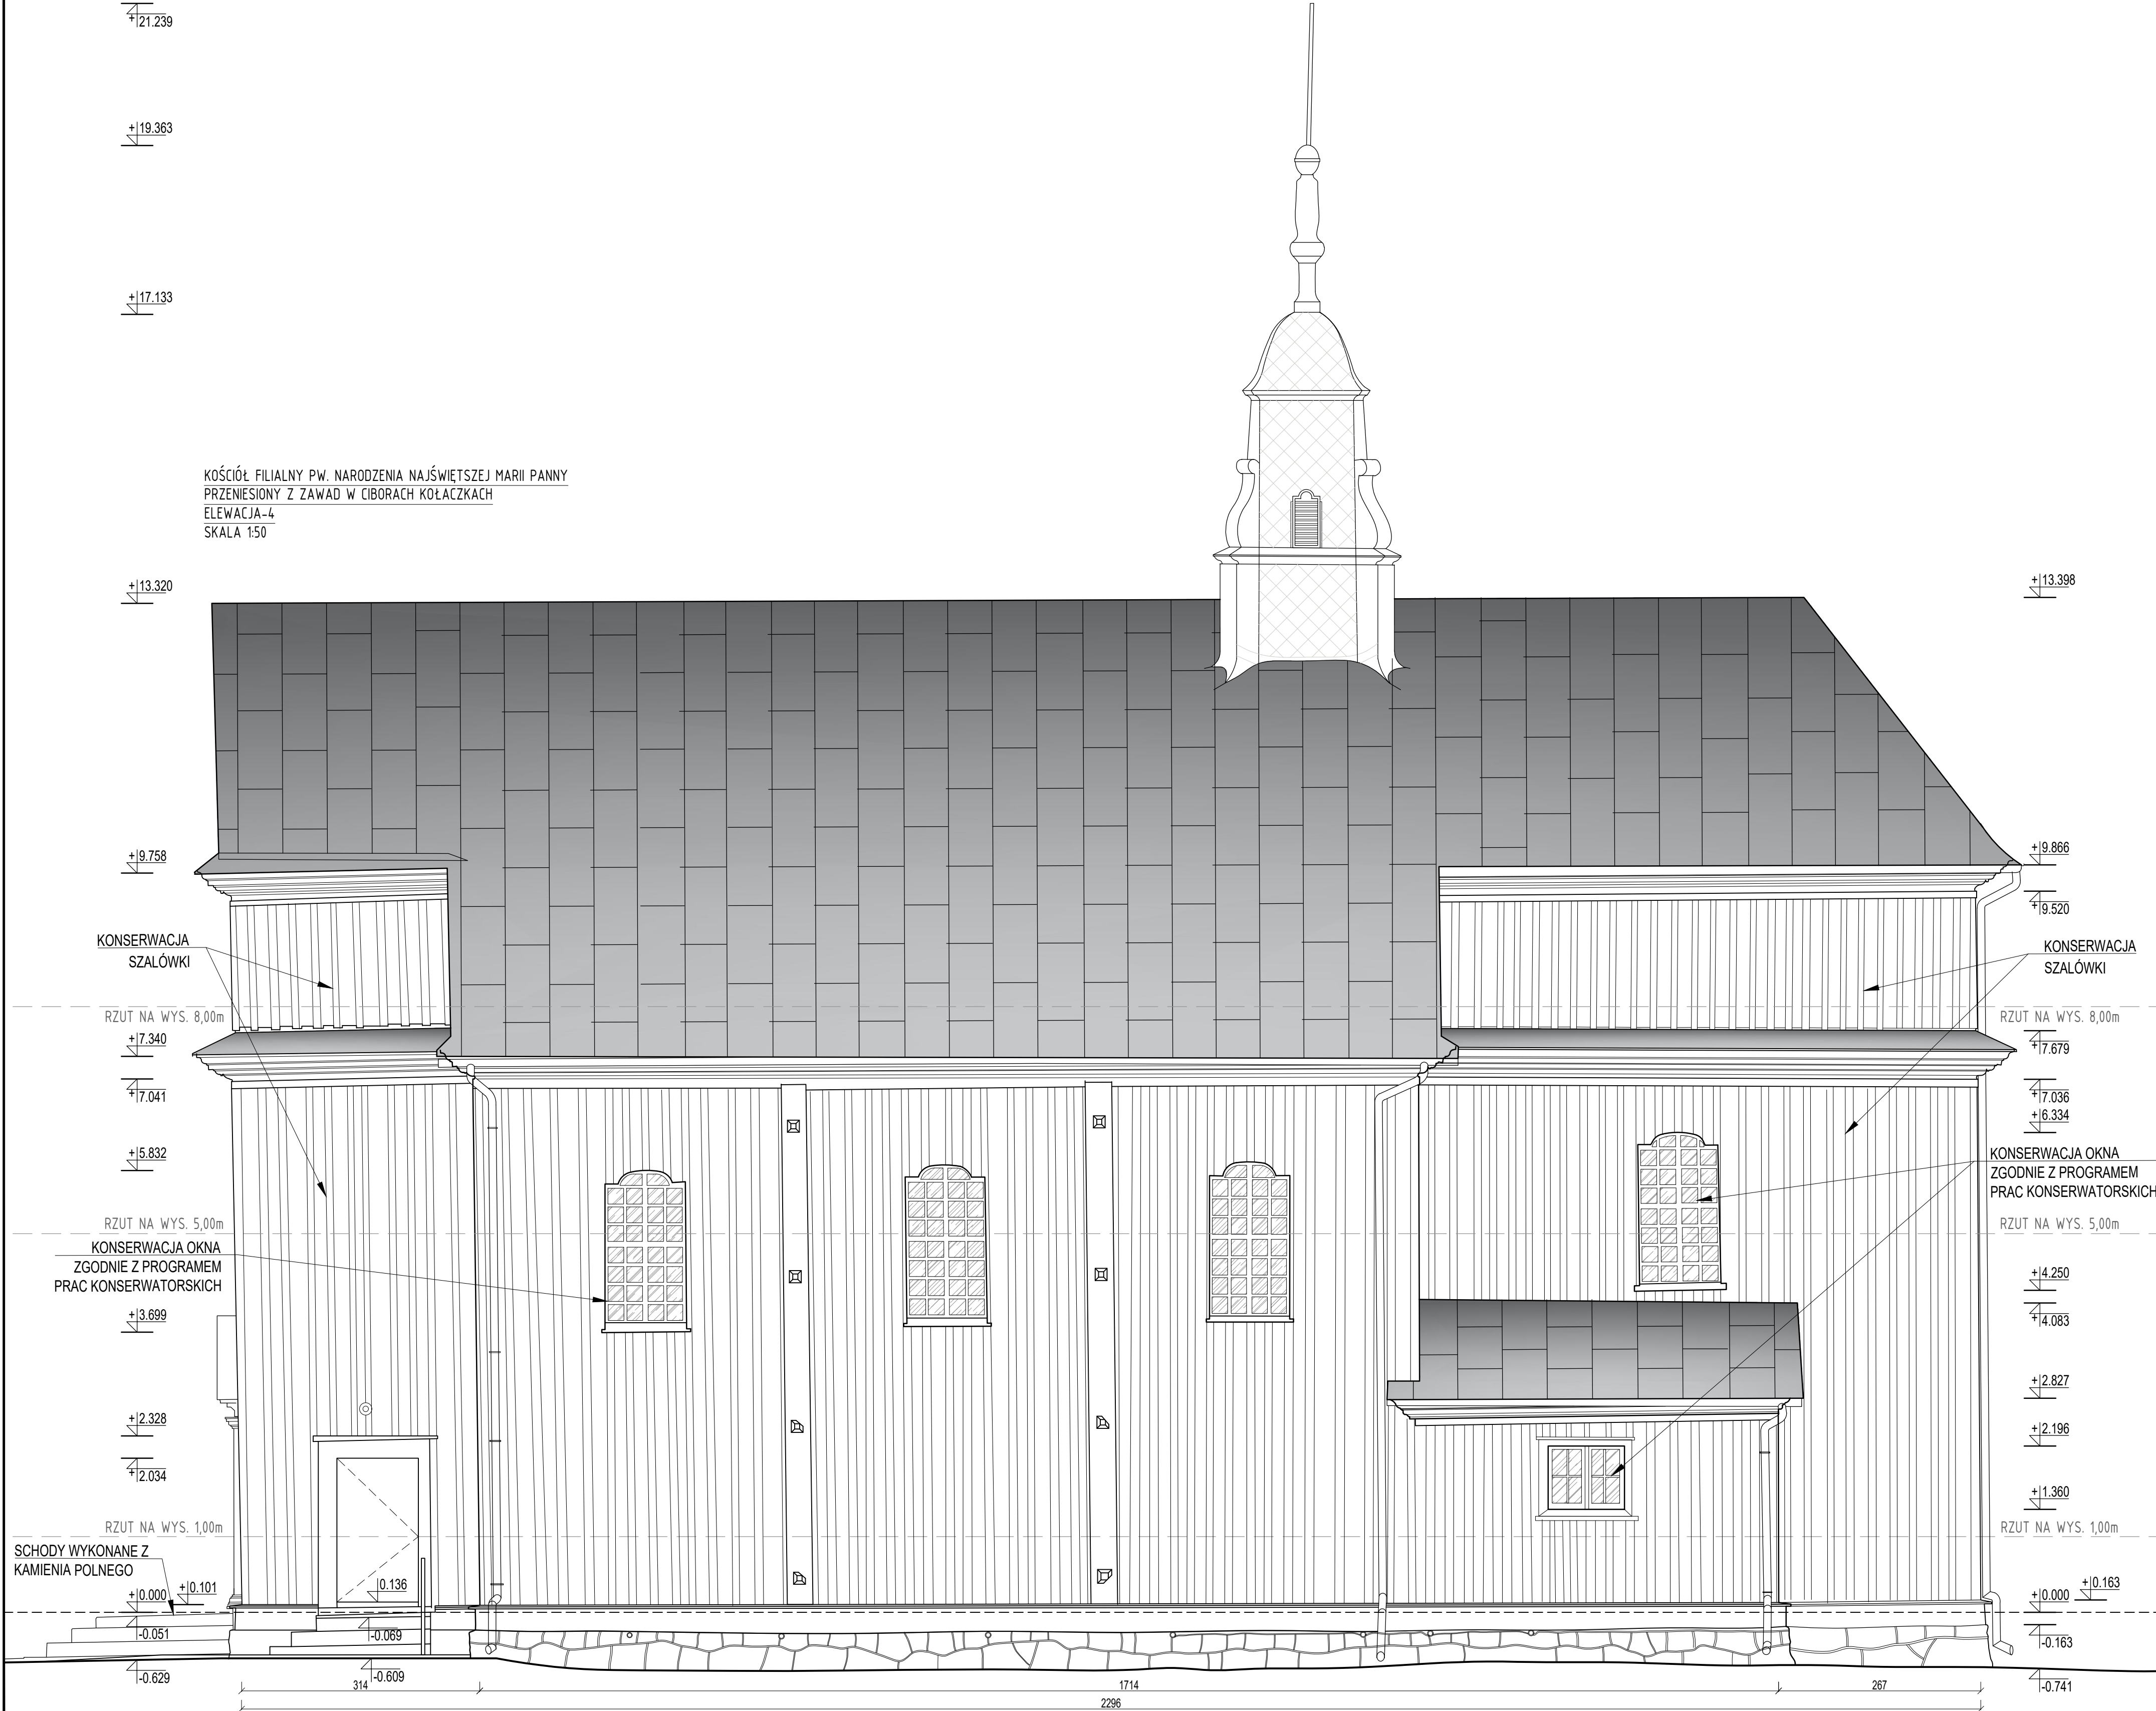 +21.239
+19.363
+17.133
KOŚCIÓŁ FILIALNY PW. NARODZENIA NAJŚWIĘTSZEJ MARII PANNY
PRZENIESIONY Z ZAWAD W CIBORACH KOŁACZKACH
ELEWACJA-4
SKALA 1:50
+13.320
+13.398
+9.758
+9.866
+9.520
KONSERWACJA
SZALÓWKI
KONSERWACJA
SZALÓWKI
RZUT NA WYS. 8,00m
RZUT NA WYS. 8,00m
+7.340
+7.679
+7.041
+7.036
+6.334
+5.832
KONSERWACJA OKNA
ZGODNIE Z PROGRAMEM
PRAC KONSERWATORSKICH
RZUT NA WYS. 5,00m
RZUT NA WYS. 5,00m
KONSERWACJA OKNA
ZGODNIE Z PROGRAMEM
PRAC KONSERWATORSKICH
+4.250
+3.699
+4.083
+2.827
+2.328
+2.196
+2.034
+1.360
RZUT NA WYS. 1,00m
RZUT NA WYS. 1,00m
SCHODY WYKONANE Z
KAMIENIA POLNEGO
+0.000
+0.101
0.136
+0.000
+0.163
-0.051
-0.069
-0.163
-0.629
-0.609
-0.741
314
1714
267
2296